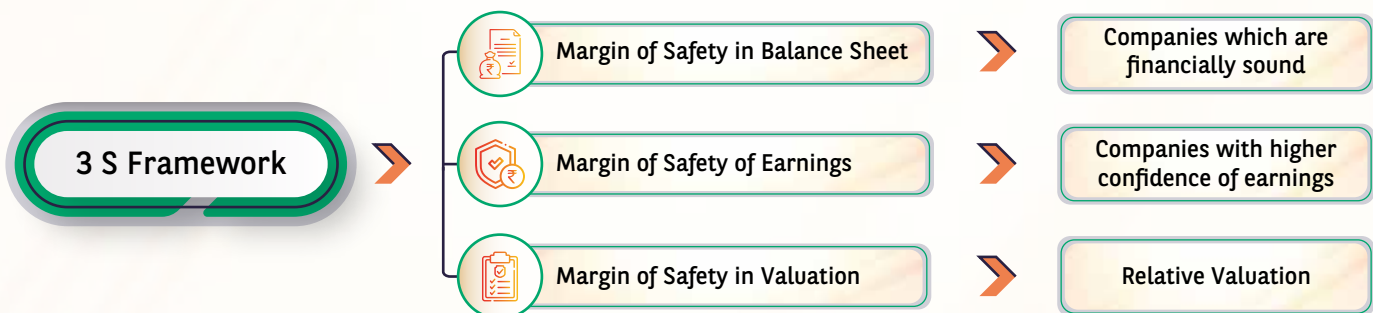 3 S Framework
Margin of Safety in Balance Sheet
Companies which are
financially sound
₹
Margin of Safety of Earnings
Companies with higher
confidence of earnings
₹
Margin of Safety in Valuation
Relative Valuation